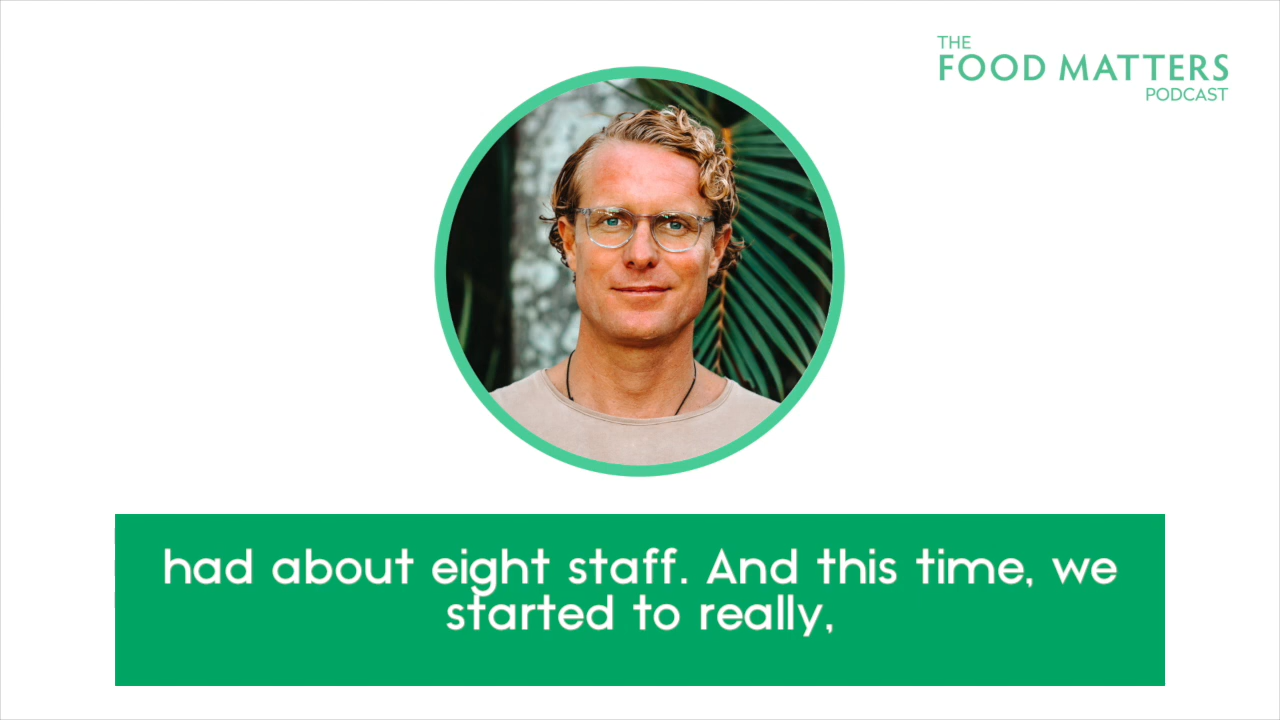 THE
FOOD MATTERS
PODCAST
had about eight staff. And this time, we
started to really,